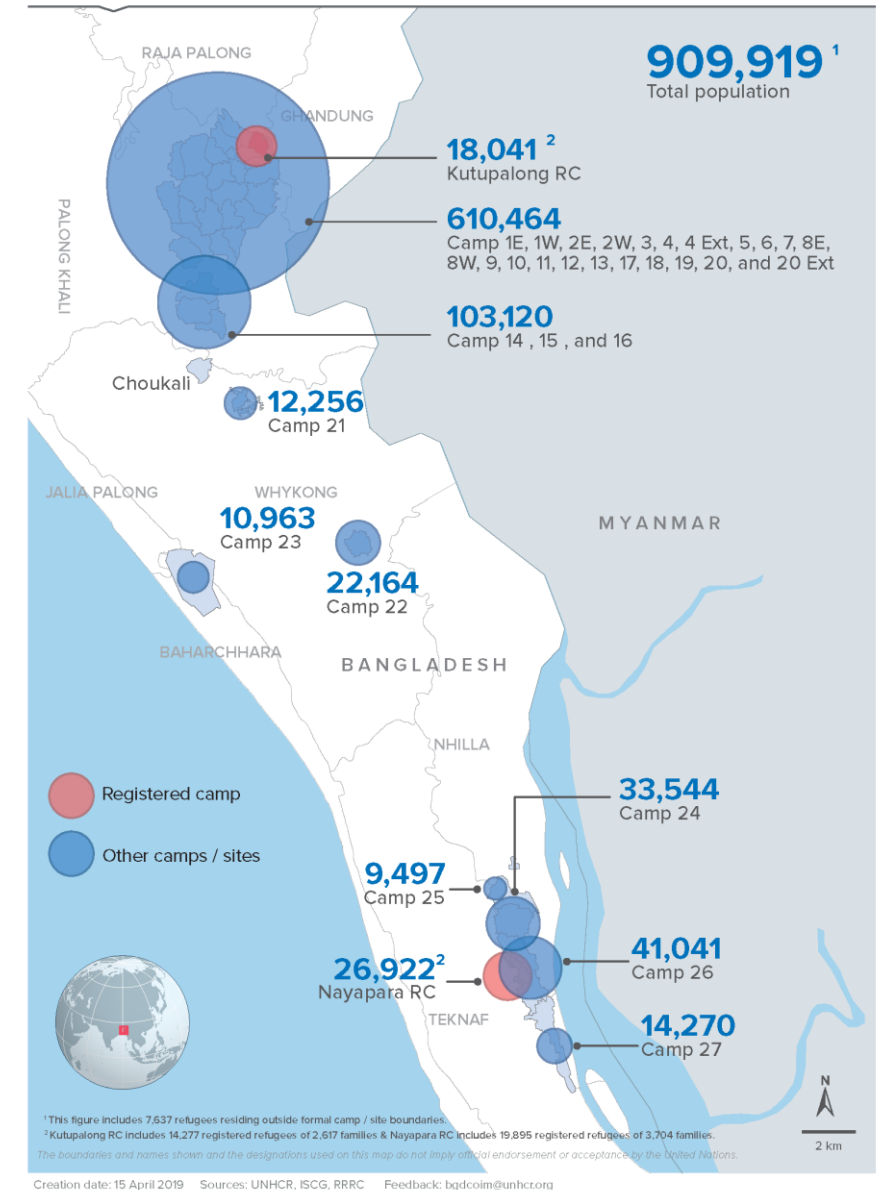 RAJA PALONG
909,919 ¹
Total population
GHANDUNG
18,041 ²
Kutupalong RC
PALONG KHALI
610,464
Camp 1E, 1W, 2E, 2W, 3, 4, 4 Ext, 5, 6, 7, 8E,
8W, 9, 10, 11, 12, 13, 17, 18, 19, 20, and 20 Ext
103,120
Camp 14 , 15 , and 16
Choukali
12,256
Camp 21
JALIA PALONG
WHYKONG
10,963
Camp 23
MYANMAR
22,164
Camp 22
BAHARCHHARA
BANGLADESH
NHILLA
Registered camp
33,544
Camp 24
Other camps / sites
9,497
Camp 25
41,041
Camp 26
26,922²
Nayapara RC
TEKNAF
14,270
Camp 27
N
2 km
¹ This figure includes 7,637 refugees residing outside formal camp / site boundaries.
² Kutupalong RC includes 14,277 registered refugees of 2,617 families & Nayapara RC includes 19,895 registered refugees of 3,704 families.
The boundaries and names shown and the designations used on this map do not imply official endorsement or acceptance by the United Nations.
Creation date: 15 April 2019 Sources: UNHCR, ISCG, RRRC Feedback: bgdcoim@unhcr.org